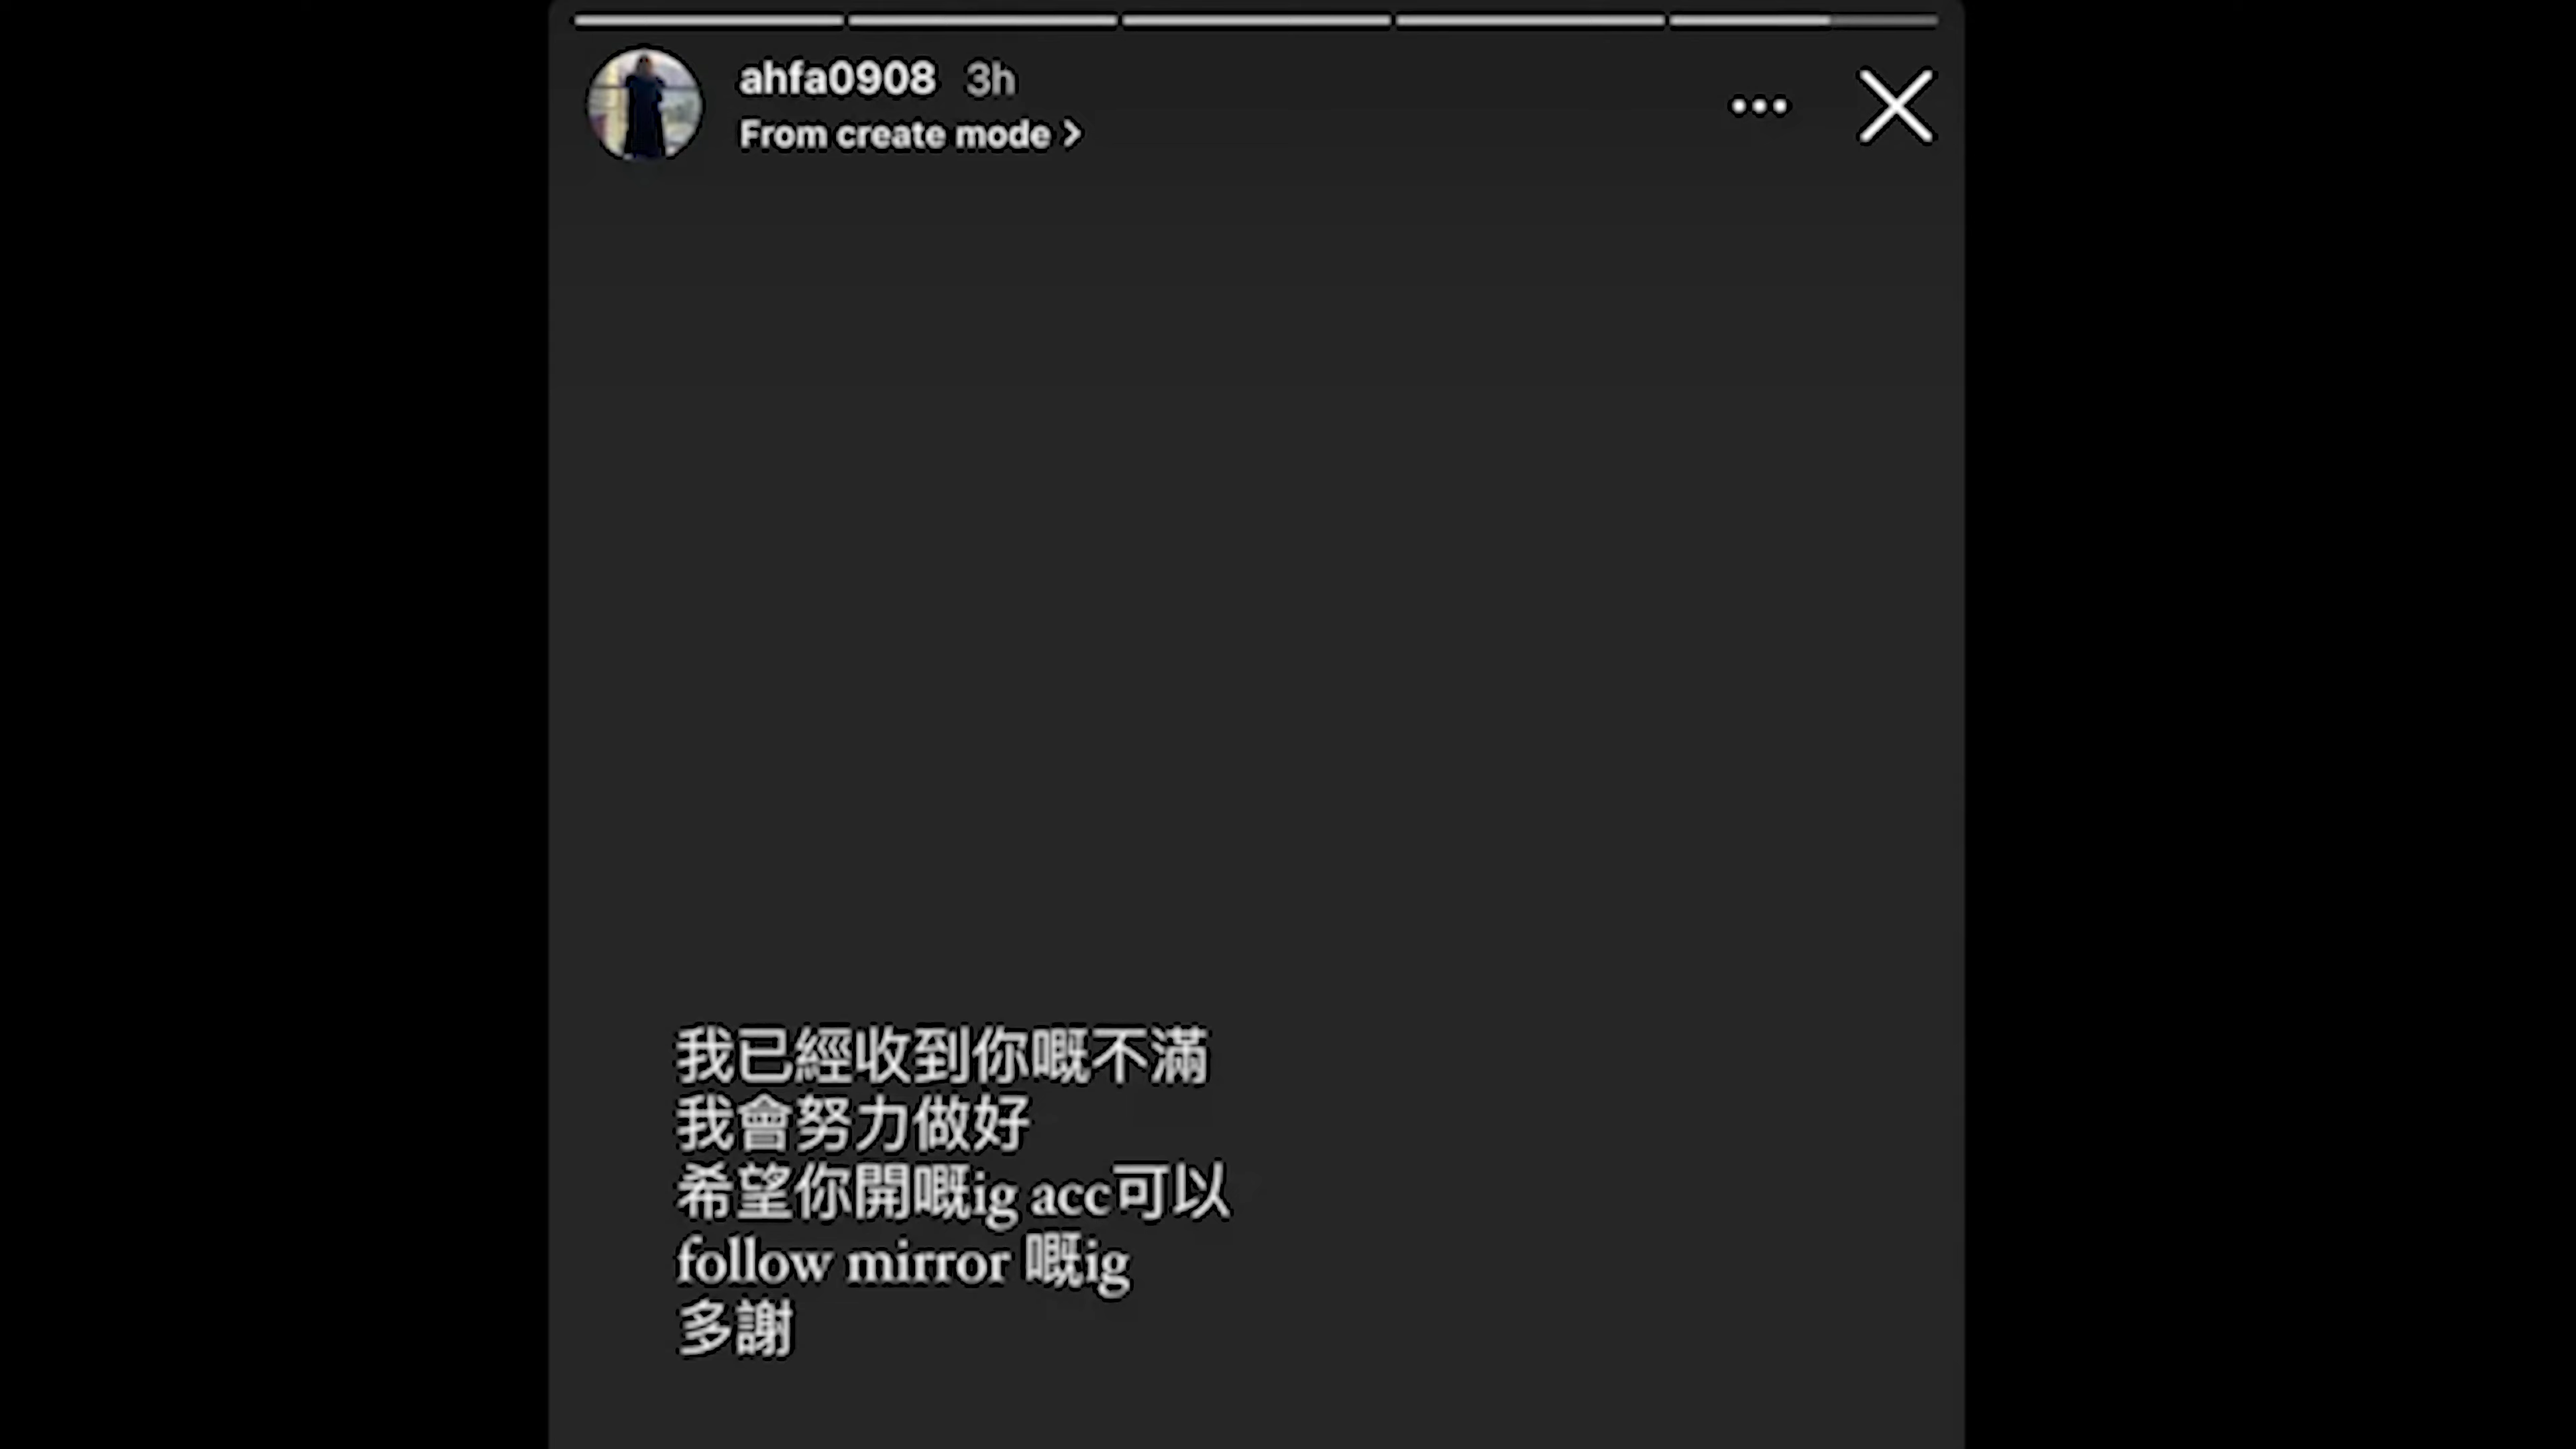 ahfa0908 3h
From create mode >
我已經收到你嘅不滿
我會努力做好
希望你開嘅ig acc可以
follow mirror 嘅ig
多謝